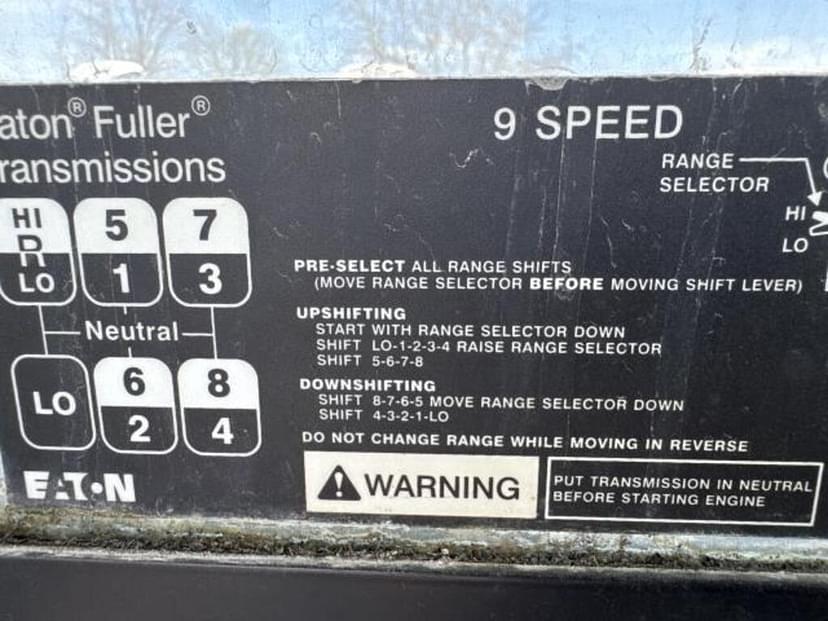 aton® Fuller®
ransmissions
9 SPEED
RANGE
SELECTOR
HI
LO
HI
R
LO
5
1
7
3
Neutral
LO
6
2
8
4
PRE-SELECT ALL RANGE SHIFTS
(MOVE RANGE SELECTOR BEFORE MOVING SHIFT LEVER)
UPSHIFTING
START WITH RANGE SELECTOR DOWN
SHIFT LO-1-2-3-4 RAISE RANGE SELECTOR
SHIFT 5-6-7-8
DOWNSHIFTING
SHIFT 8-7-6-5 MOVE RANGE SELECTOR DOWN
SHIFT 4-3-2-1-LO
DO NOT CHANGE RANGE WHILE MOVING IN REVERSE
EATON
WARNING
PUT TRANSMISSION IN NEUTRAL
BEFORE STARTING ENGINE